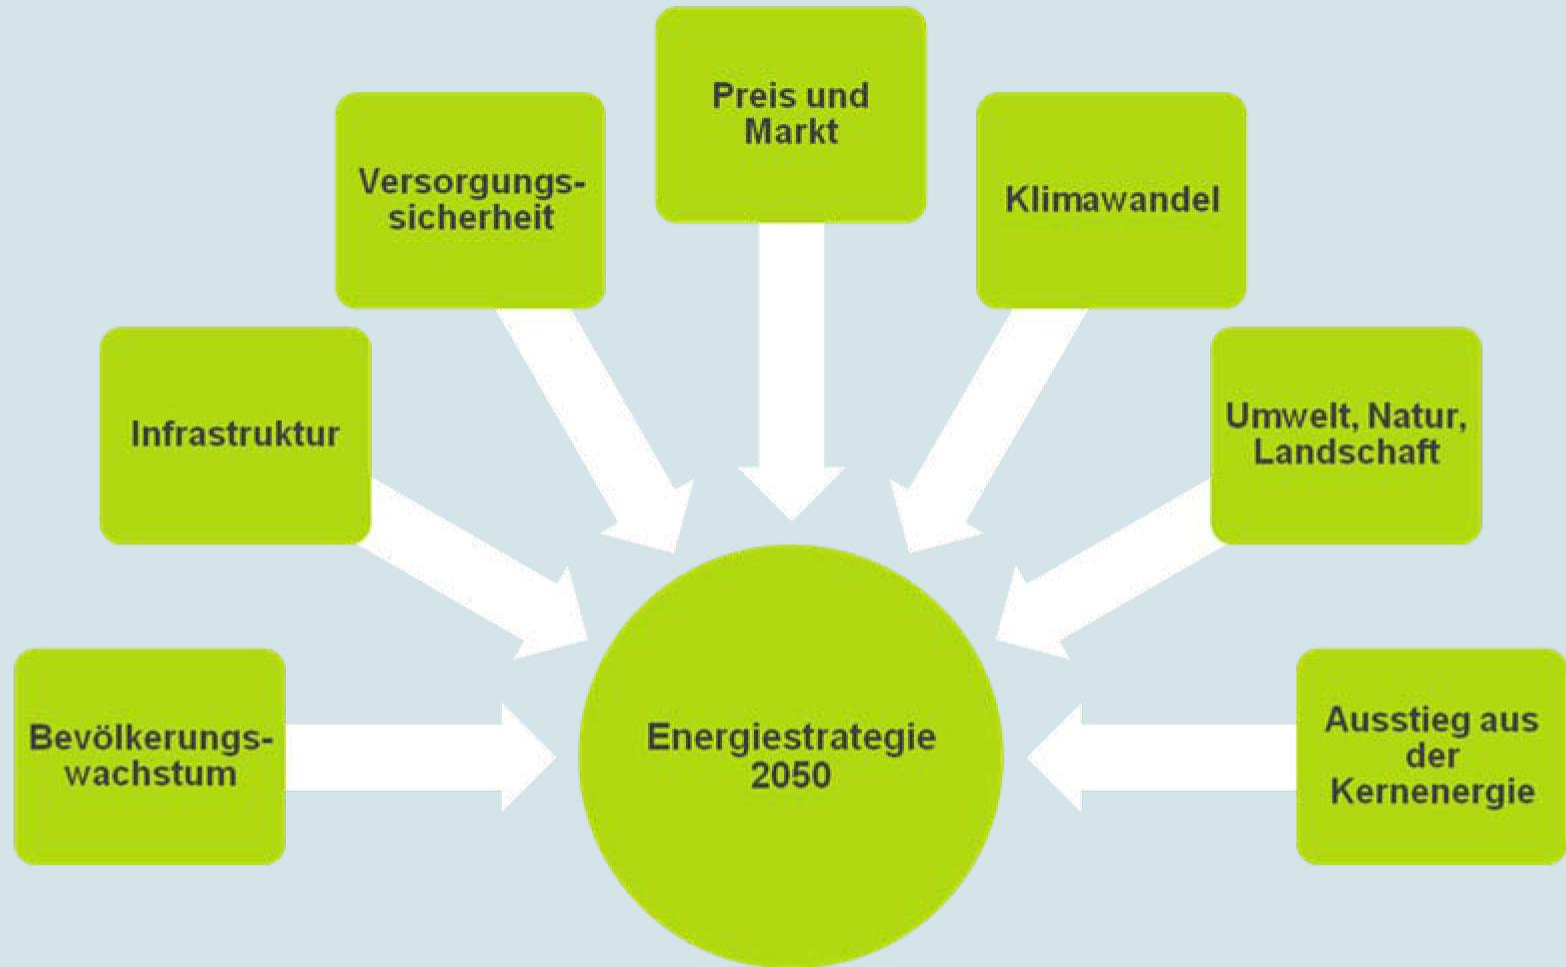 Preis und
Markt
Versorgungs-
sicherheit
Klimawandel
Infrastruktur
Umwelt, Natur,
Landschaft
Bevölkerungs-
wachstum
Energiestrategie
2050
Ausstieg aus
der
Kernenergie